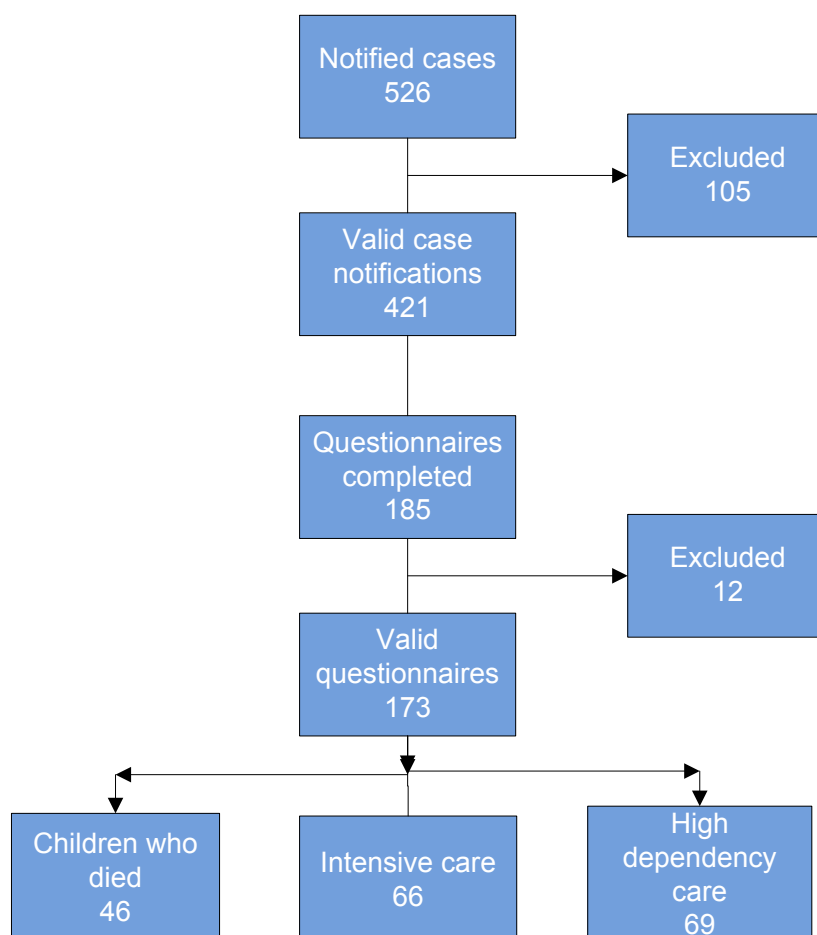 Notified cases
526
Excluded
105
Valid case
notifications
421
Questionnaires
completed
185
Excluded
12
Valid
questionnaires
173
Children who
died
46
Intensive care
66
High
dependency
care
69